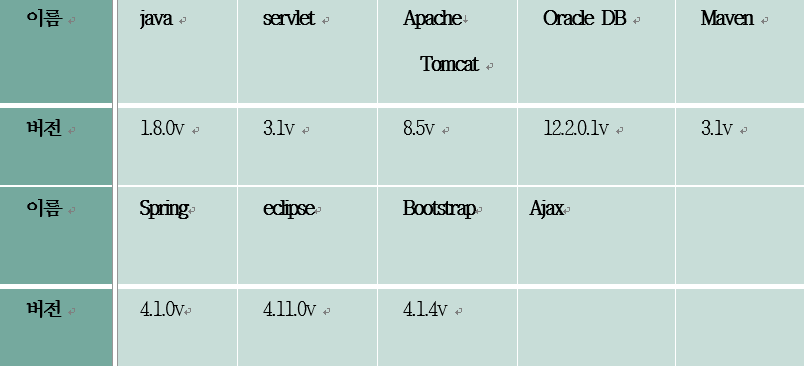 이름 java servlet Apache Oracle DB Maven
Tomcat
버전 1.8.0v 3.1v 8.5v 12.2.0.1v 3.1v
이름 Spring eclipse Bootstrap Ajax
버전 4.1.0v 4.11.0v 4.1.4v